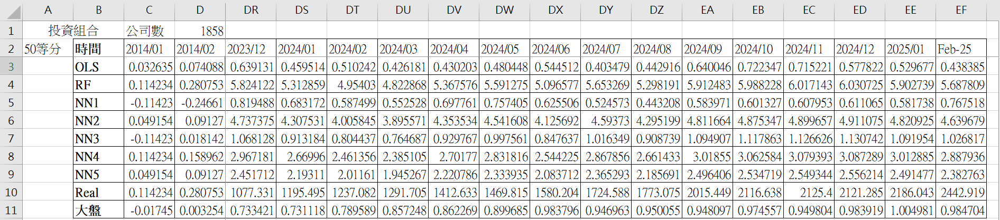 A B C D DR DS DT DU DV DW DX DY DZ EA EB EC ED EE EF
1 投資組合 公司數 1858
2 50等分 時間 2014/01 2014/02 2023/12 2024/01 2024/02 2024/03 2024/04 2024/05 2024/06 2024/07 2024/08 2024/09 2024/10 2024/11 2024/12 2025/01 Feb-25
3 OLS 0.032635 0.074088 0.639131 0.459514 0.510242 0.426181 0.430203 0.480448 0.544512 0.403479 0.442916 0.640046 0.722347 0.715221 0.577822 0.529677 0.438385
4 RF 0.114234 0.280753 5.824122 5.312859 4.95403 4.822868 5.367576 5.591275 5.096577 5.653269 5.298191 5.912483 5.988228 6.017143 6.030725 5.902739 5.687809
5 NN1 -0.11423 -0.24661 0.819488 0.683172 0.587499 0.552528 0.697761 0.757405 0.625506 0.524573 0.443208 0.583971 0.601327 0.607953 0.611065 0.581738 0.767518
6 NN2 0.049154 0.09127 4.737375 4.307531 4.005845 3.895571 4.353534 4.541608 4.125692 4.59373 4.295199 4.811664 4.875347 4.899657 4.911075 4.820925 4.639679
7 NN3 -0.11423 0.018142 1.068128 0.913184 0.804437 0.764687 0.929767 0.997561 0.847637 1.016349 0.908739 1.094907 1.117863 1.126626 1.130742 1.091954 1.026817
8 NN4 0.114234 0.158962 2.967181 2.66996 2.461356 2.385105 2.70177 2.831816 2.544225 2.867856 2.661433 3.01855 3.062584 3.079393 3.087289 3.012885 2.887936
9 NN5 0.049154 0.09127 2.451712 2.19311 2.01161 1.945267 2.220786 2.333935 2.083712 2.365293 2.185691 2.496406 2.534719 2.549344 2.556214 2.491477 2.382763
10 Real 0.114234 0.280753 1077.331 1195.495 1237.082 1291.705 1412.633 1469.815 1580.204 1724.588 1773.075 2015.449 2116.638 2125.4 2121.285 2186.043 2442.919
11 大盤 -0.01745 0.003254 0.733421 0.731118 0.789589 0.857248 0.862269 0.899685 0.983796 0.946963 0.950055 0.948097 0.974557 0.949804 0.983919 1.004981 0.984704